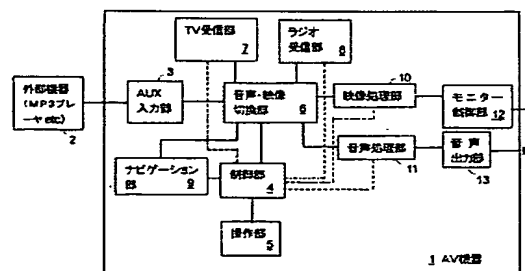 TV受信部
7
ラジオ
受信部
8
外部機器
(MP3プレー
ヤetc)
2
3
AUX
入力部
音声・映像
切換部
6
10
映像処理部
モニター
制御部
12
ナビゲーション
部
9
制御部
4
音声処理部
11
音声
出力部
13
操作部
5
1 AV機器